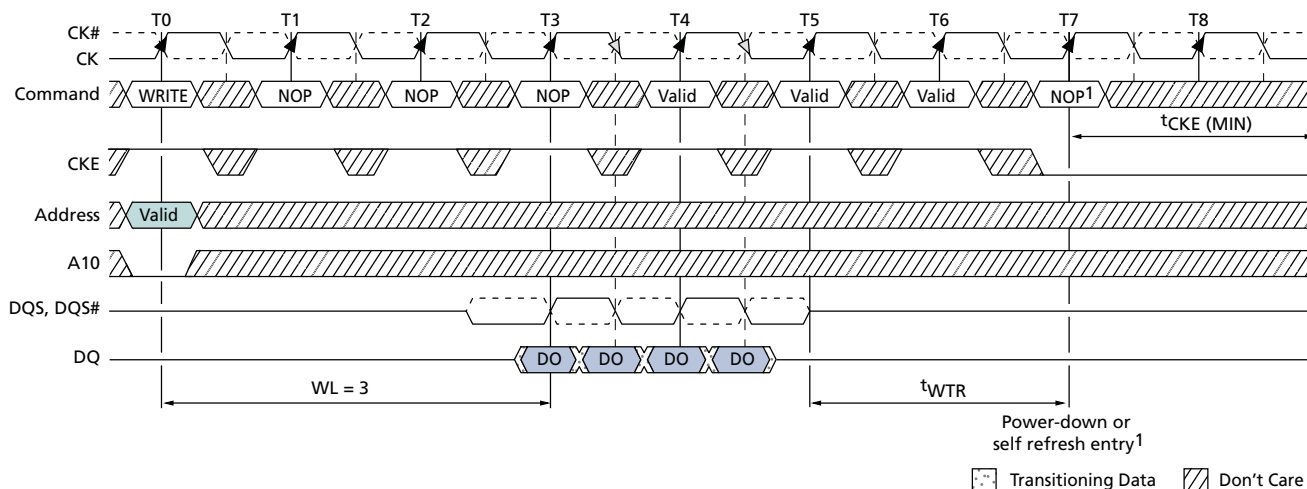 T0 T1 T2 T3 T4 T5 T6 T7 T8
CK#
CK
Command WRITE NOP NOP NOP Valid Valid Valid NOP1
tCKE (MIN)
CKE
Address Valid
A10
DQS, DQS#
DQ DO DO DO DO
WL = 3 tWTR
Power-down or
self refresh entry1
Transitioning Data Don't Care